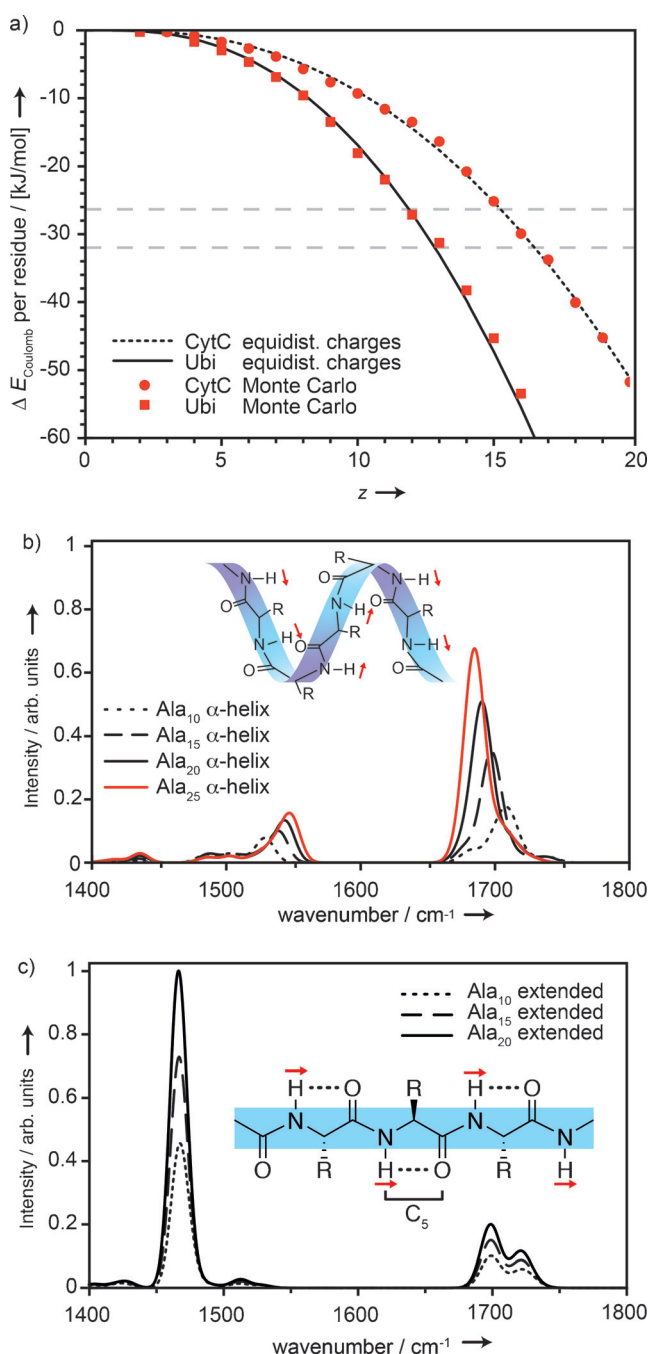 a)
0
-10
-20
-30
-40
-50
-60
Δ E Coulomb per residue / [kJ/mol]
CytC equidist. charges
Ubi equidist. charges
CytC Monte Carlo
Ubi Monte Carlo
0 5 10 15 20
z
b)
1
0.8
0.6
0.4
0.2
0
Intensity / arb. units
R
N H N H
O R O R
N H O N H R O N H
O N H O
R
Ala10 α-helix
Ala15 α-helix
Ala20 α-helix
Ala25 α-helix
1400 1500 1600 1700 1800
wavenumber / cm-1
c)
1
0.8
0.6
0.4
0.2
0
Intensity / arb. units
Ala10 extended
Ala15 extended
Ala20 extended
H O R H O
N N N N
O R H O R H
C5
1400 1500 1600 1700 1800
wavenumber / cm-1